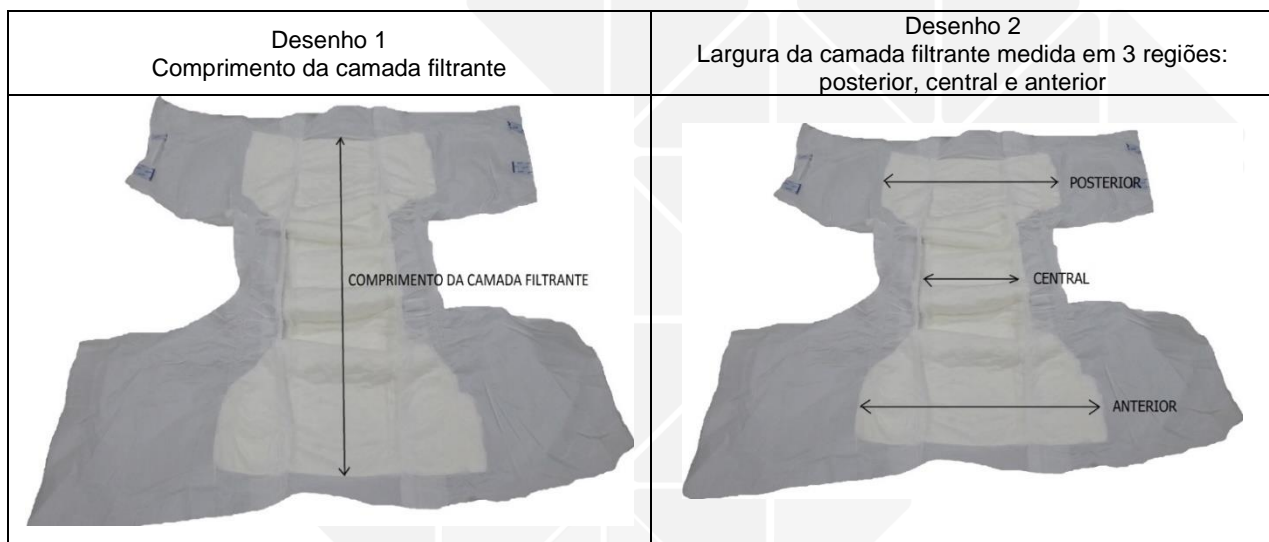 Desenho 1
Comprimento da camada filtrante
Desenho 2
Largura da camada filtrante medida em 3 regiões:
posterior, central e anterior
COMPRIMENTO DA CAMADA FILTRANTE
POSTERIOR
CENTRAL
ANTERIOR